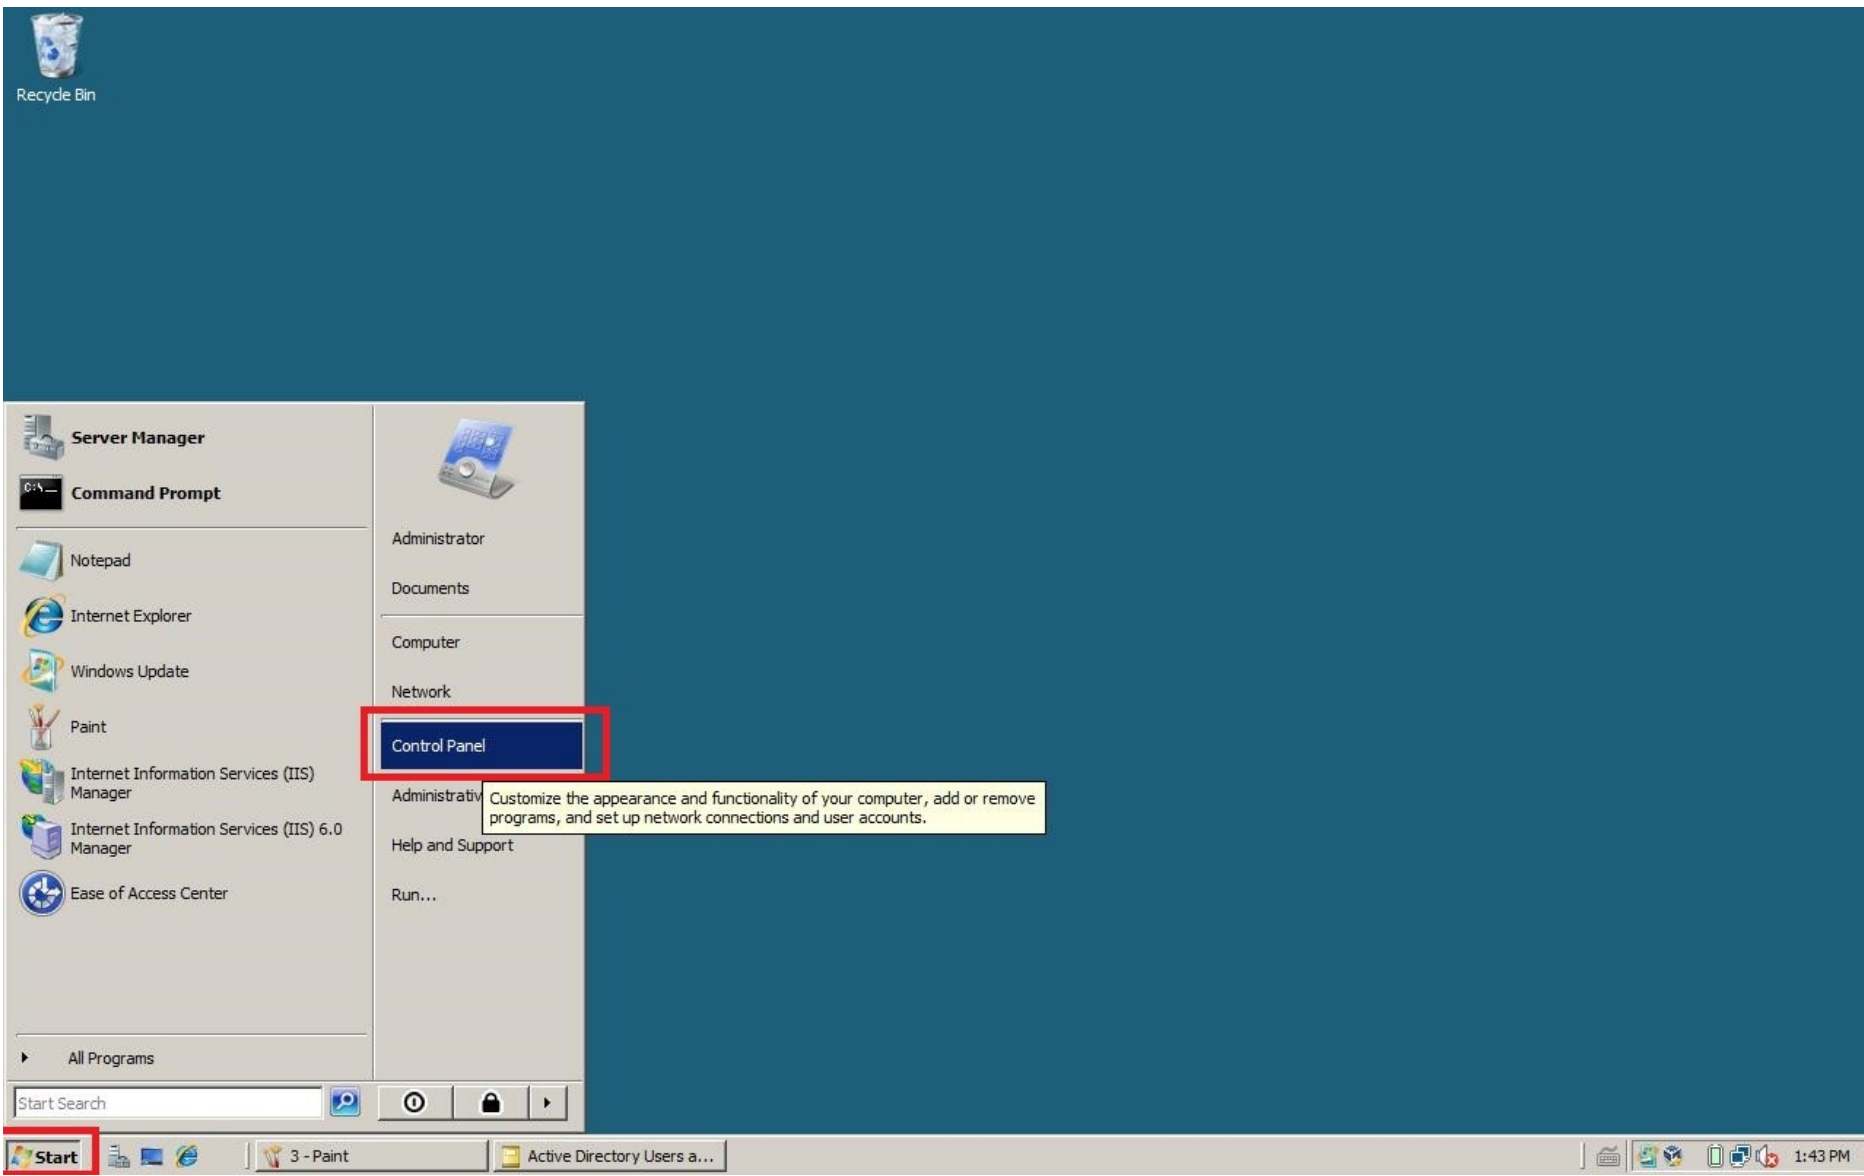 Recycle Bin
Server Manager
Command Prompt
Notepad
Internet Explorer
Windows Update
Paint
Internet Information Services (IIS)
Manager
Internet Information Services (IIS) 6.0
Manager
Ease of Access Center
All Programs
Start Search
Administrator
Documents
Computer
Network
Control Panel
Administrativ
Customize the appearance and functionality of your computer, add or remove
programs, and set up network connections and user accounts.
Help and Support
Run...
Start
3 - Paint
Active Directory Users a...
1:43 PM